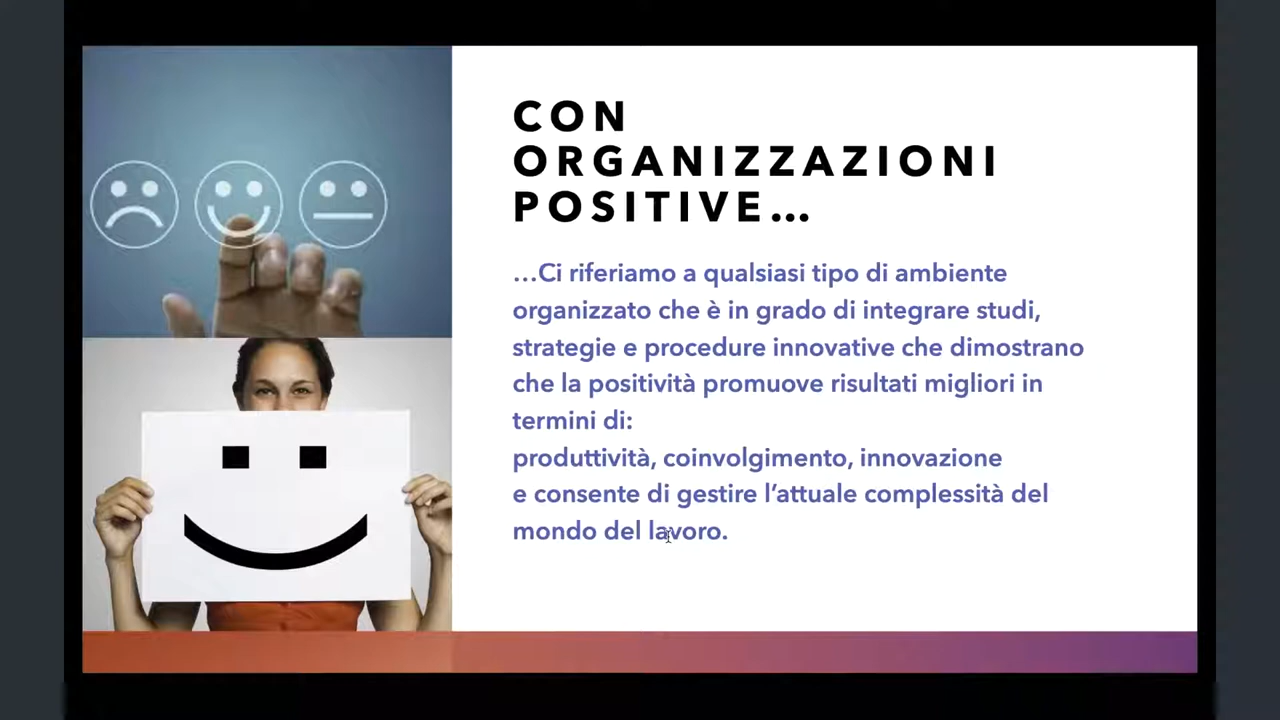 CON
ORGANIZZAZIONI
POSITIVE...
...Ci riferiamo a qualsiasi tipo di ambiente
organizzato che è in grado di integrare studi,
strategie e procedure innovative che dimostrano
che la positività promuove risultati migliori in
termini di:
produttività, coinvolgimento, innovazione
e consente di gestire l’attuale complessità del
mondo del lavoro.